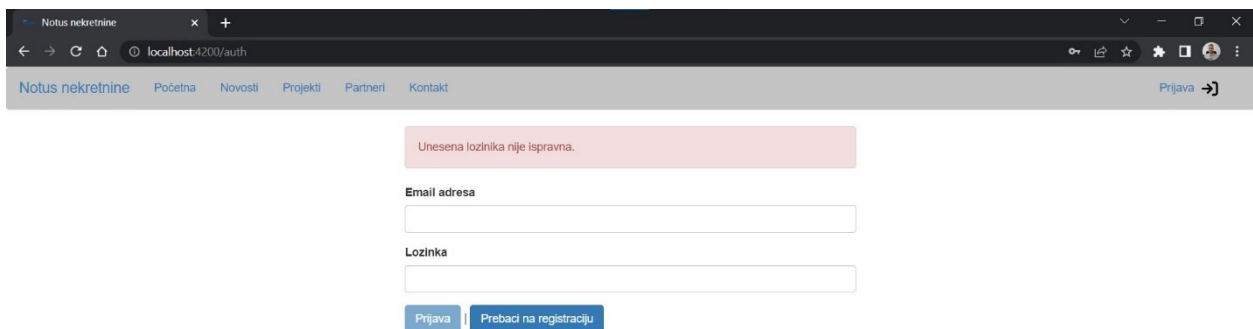 Notus nekretnine
localhost:4200/auth
Notus nekretnine Početna Novosti Projekti Partneri Kontakt Prijava
Unesena lozinika nije ispravna.
Email adresa
Lozinka
Prijava | Prebaci na registraciju